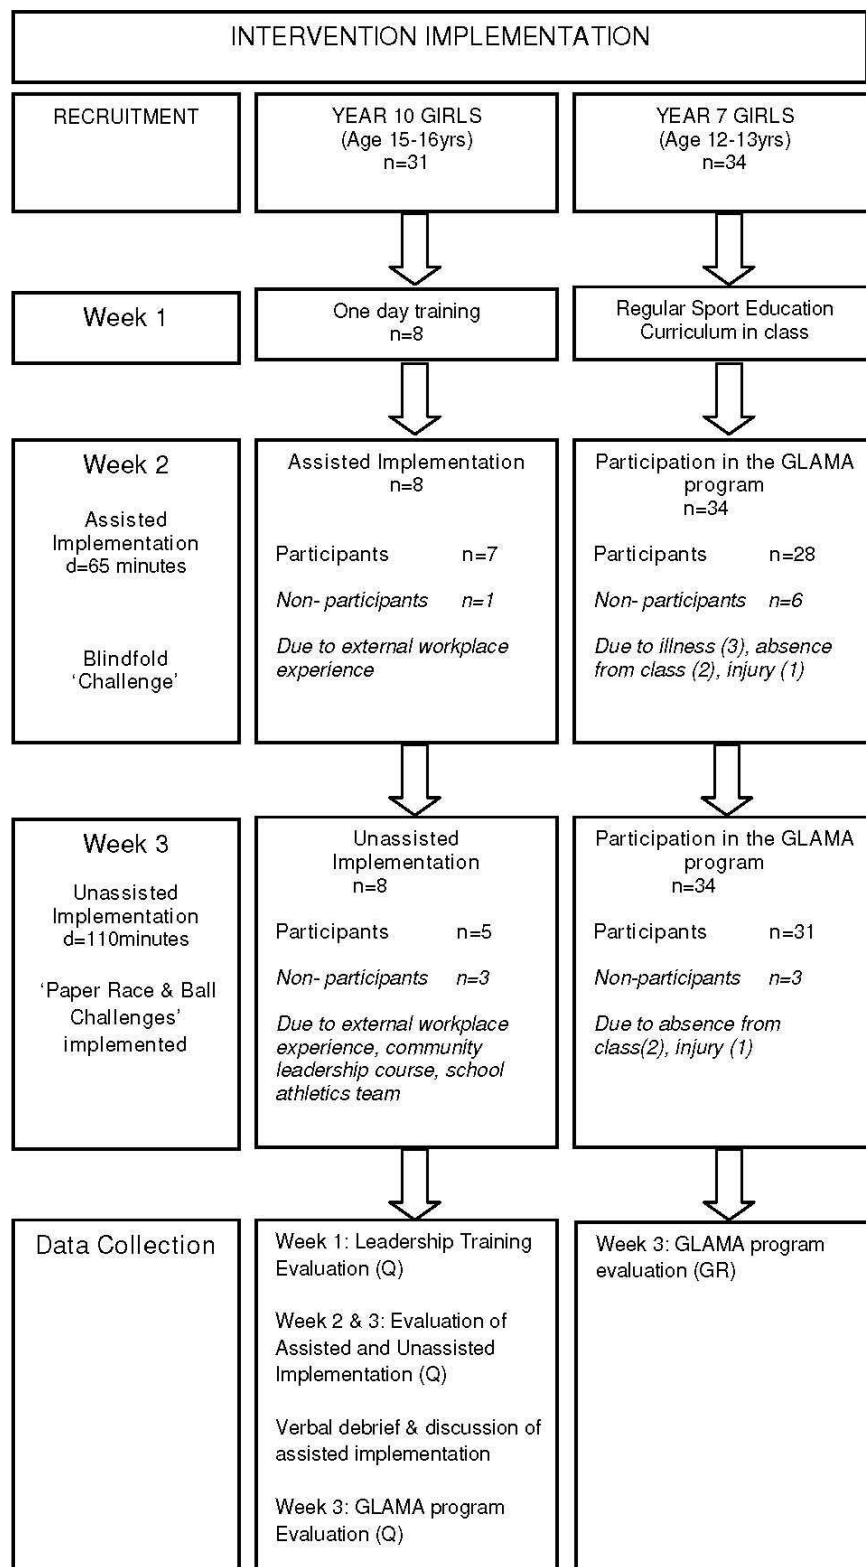 INTERVENTION IMPLEMENTATION
RECRUITMENT
YEAR 10 GIRLS
(Age 15-16yrs)
n=31
YEAR 7 GIRLS
(Age 12-13yrs)
n=34
Week 1
One day training
n=8
Regular Sport Education
Curriculum in class
Week 2
Assisted
Implementation
d=65 minutes
Blindfold
‘Challenge’
Assisted Implementation
n=8
Participants n=7
Non- participants n=1
Due to external workplace
experience
Participation in the GLAMA
program
n=34
Participants n=28
Non- participants n=6
Due to illness (3), absence
from class (2), injury (1)
Week 3
Unassisted
Implementation
d=110minutes
‘Paper Race & Ball
Challenges’
implemented
Unassisted
Implementation
n=8
Participants n=5
Non- participants n=3
Due to external workplace
experience, community
leadership course, school
athletics team
Participation in the GLAMA
program
n=34
Participants n=31
Non-participants n=3
Due to absence from
class(2), injury (1)
Data Collection
Week 1: Leadership Training
Evaluation (Q)
Week 2 & 3: Evaluation of
Assisted and Unassisted
Implementation (Q)
Verbal debrief & discussion of
assisted implementation
Week 3: GLAMA program
Evaluation (Q)
Week 3: GLAMA program
evaluation (GR)